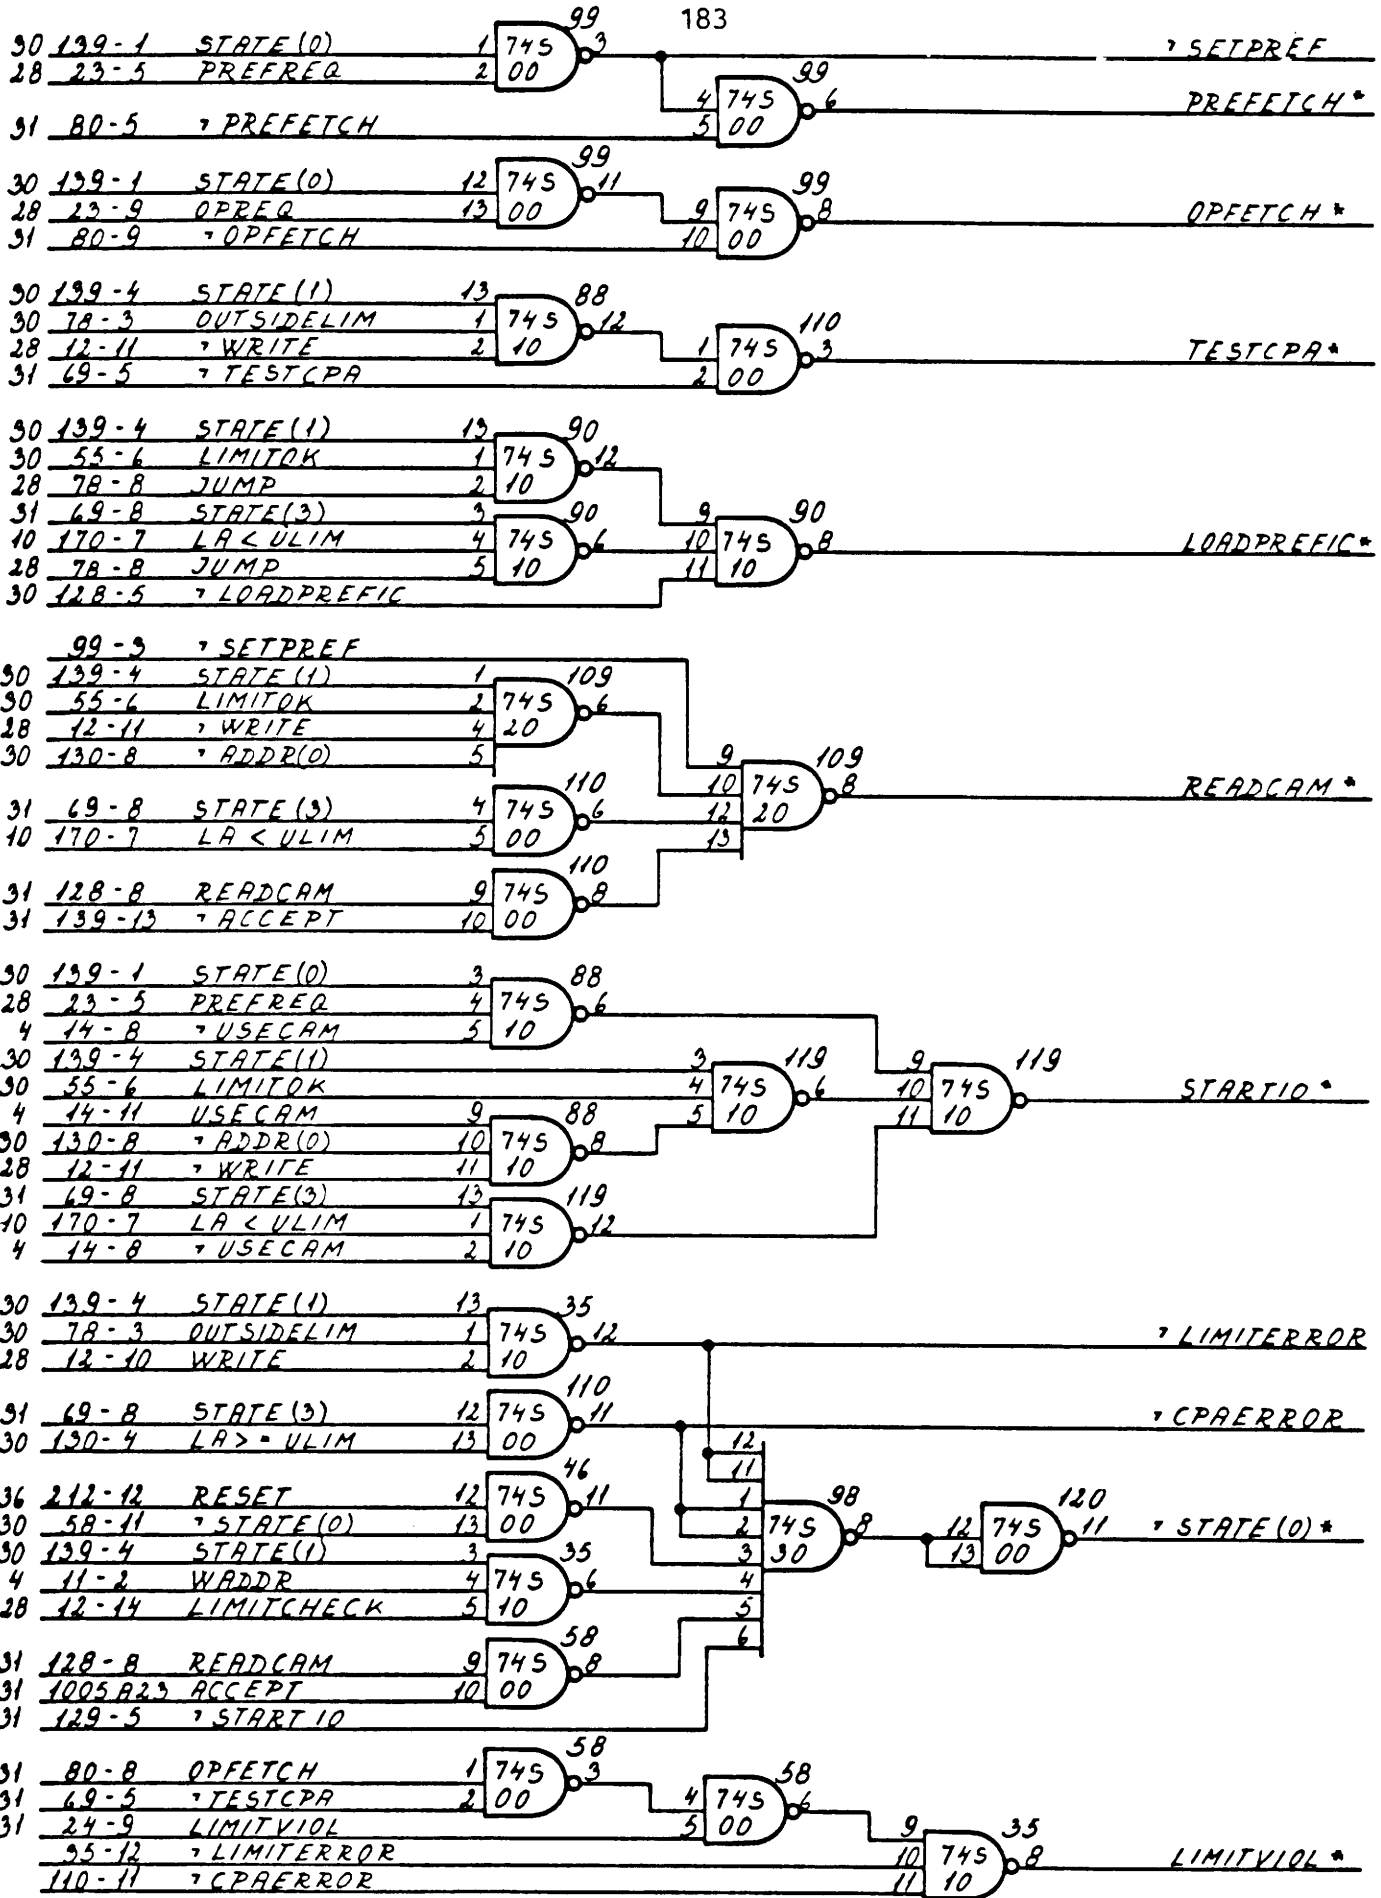 183
99
30 139-1 STATE(0) 1 74S 3 ¬SETPREF
28 23-5 PREFREQ 2 00
99
4 74S 6 PREFETCH*
31 80-5 ¬PREFETCH 5 00
99
30 139-1 STATE(0) 12 74S 11
28 23-9 OPREQ 13 00
99
9 74S 8 OPFETCH*
31 80-9 ¬OPFETCH 10 00
30 139-4 STATE(1) 13 88
30 78-3 OUTSIDELIM 1 74S 12
28 12-11 ¬WRITE 2 10
110
1 74S 3 TESTCPA*
31 69-5 ¬TESTCPA 2 00
30 139-4 STATE(1) 13 90
30 55-6 LIMITOK 1 74S 12
28 78-8 JUMP 2 10
31 69-8 STATE(3) 3 90
10 170-7 LA<ULIM 4 74S 6
28 78-8 JUMP 5 10
9 90
10 74S 8 LOADPREFIC*
11 10
30 128-5 ¬LOADPREFIC
99-3 ¬SETPREF
30 139-4 STATE(1) 1 109
30 55-6 LIMITOK 2 74S 6
28 12-11 ¬WRITE 4 20
30 130-8 ¬ADDR(0) 5
9 109
10 74S 8 READCAM*
12 20
13
110
31 69-8 STATE(3) 4 74S 6
10 170-7 LA<ULIM 5 00
110
31 128-8 READCAM 9 74S 8
31 139-13 ¬ACCEPT 10 00
30 139-1 STATE(0) 3 88
28 23-5 PREFREQ 4 74S 6
4 14-8 ¬USECAM 5 10
30 139-4 STATE(1) 3 119
30 55-6 LIMITOK 4 74S 6
5 10
9 119
10 74S STARTIO*
11 10
4 14-11 USECAM 9 88
30 130-8 ¬ADDR(0) 10 74S 8
28 12-11 ¬WRITE 11 10
31 69-8 STATE(3) 13 119
10 170-7 LA<ULIM 1 74S 12
4 14-8 ¬USECAM 2 10
30 139-4 STATE(1) 13 35
30 78-3 OUTSIDELIM 1 74S 12 ¬LIMITERROR
28 12-10 WRITE 2 10
110
31 69-8 STATE(3) 12 74S 11 ¬CPAERROR
30 130-4 LA>=ULIM 13 00
46
36 212-12 RESET 12 74S 11
30 58-11 ¬STATE(0) 13 00
12
11
1 98
2 74S 8
3 30
4
5
6
120
12 74S 11 ¬STATE(0)*
13 00
30 139-4 STATE(1) 3 35
4 11-2 WADDR 4 74S 6
28 12-14 LIMITCHECK 5 10
58
31 128-8 READCAM 9 74S 8
31 1005A23 ACCEPT 10 00
31 129-5 ¬START IO
58
31 80-8 OPFETCH 1 74S 3
31 69-5 ¬TESTCPA 2 00
58
4 74S 6
31 24-9 LIMITVIOL 5 00
9 35
35-12 ¬LIMITERROR 10 74S 8 LIMITVIOL*
110-11 ¬CPAERROR 11 10